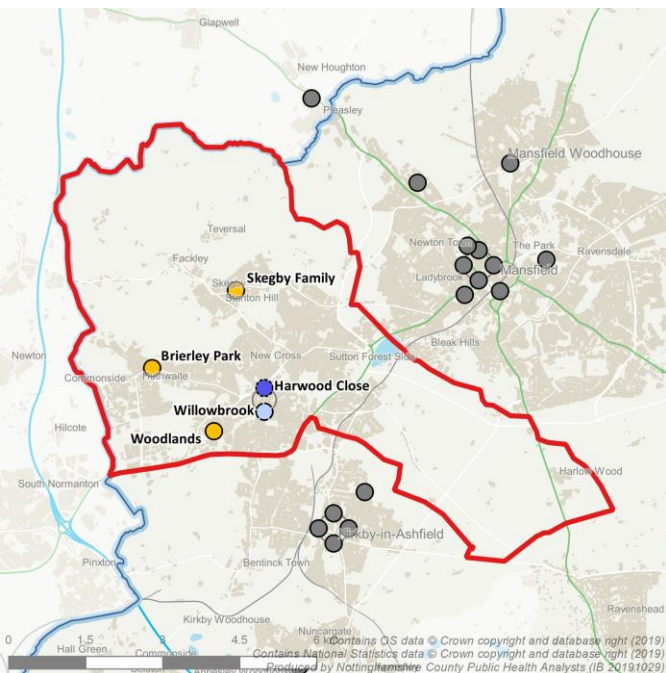 Glapwell
New Houghton
Pleasley
Mansfield Woodhouse
Teversal
Newton Town
The Park
Ravensdale
Fackley
Ladybrook
Mansfield
Skegby
Skegby Family
Stanton Hill
Bleak Hills
Newton
Brierley Park
New Cross
Sutton Forest Side
Commonside
Huthwaite
Harwood Close
Hilcote
Willowbrook
Woodlands
Harlow Wood
South Normanton
Kirkby-in-Ashfield
Pinxton
Bentinck Town
Kirkby Woodhouse
Ravenshead
Nuncargate
0 1.5 3 4.5 6 km
Contains OS data © Crown copyright and database right (2019)
Hall Green
Commonside
Contains National Statistics data © Crown copyright and database right (2019)
Produced by Nottinghamshire County Public Health Analysts (IB 20191029)